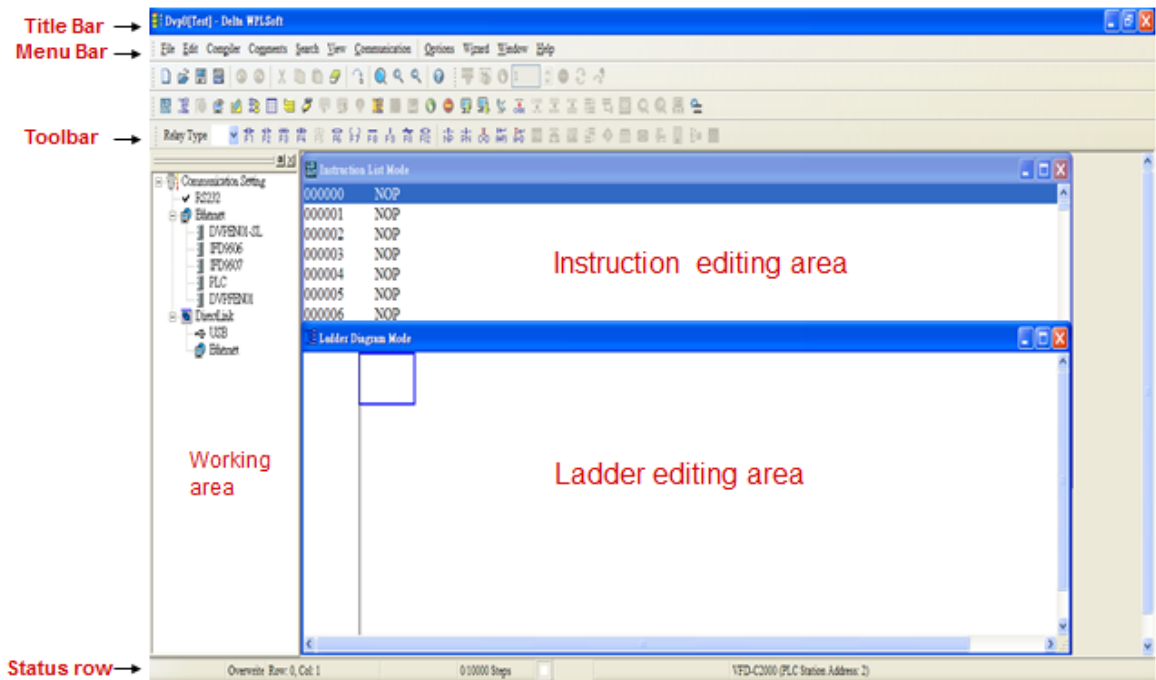 Title Bar
Dvp0[Test] - Delta WPLSoft
Menu Bar
File Edit Compiler Comments Search View Communication Options Wizard Window Help
1
Toolbar
Relay Type
Communication Setting
RS232
Ethernet
DVPEN01-SL
IFD9506
IFD9507
PLC
DVPFEN01
DirectLink
USB
Ethernet
Working
area
Instruction List Mode
000000 NOP
000001 NOP
000002 NOP
000003 NOP
000004 NOP
000005 NOP
000006 NOP
Instruction editing area
Ladder Diagram Mode
Ladder editing area
Status row
Overwrite Row: 0, Col: 1
0/10000 Steps
VFD-C2000 (PLC Station Address: 2)